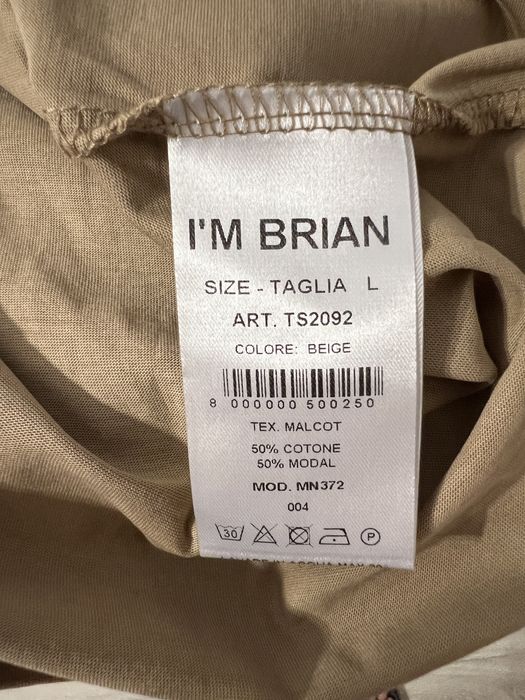 I'M BRIAN
SIZE - TAGLIA L
ART. TS2092
COLORE: BEIGE
8 000000 500250
TEX. MALCOT
50% COTONE
50% MODAL
MOD. MN372
004
30 P